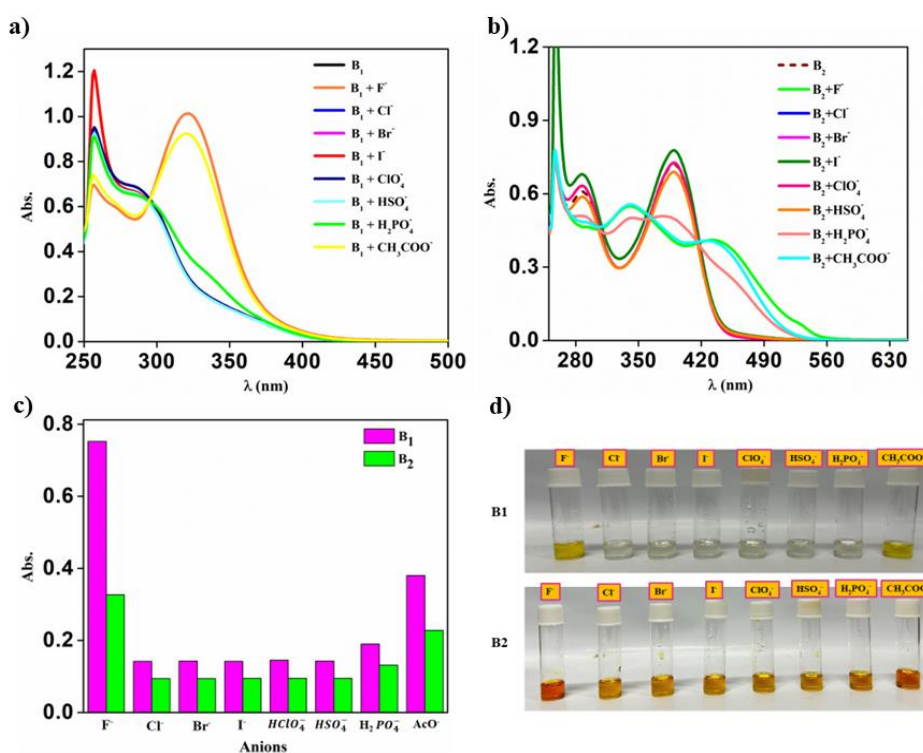 a)
B₁
B₁ + F⁻
B₁ + Cl⁻
B₁ + Br⁻
B₁ + I⁻
B₁ + ClO₄⁻
B₁ + HSO₄⁻
B₁ + H₂PO₄⁻
B₁ + CH₃COO⁻
Abs.
1.2
1.0
0.8
0.6
0.4
0.2
0.0
250 300 350 400 450 500
λ (nm)
b)
B₂
B₂+F⁻
B₂+Cl⁻
B₂+Br⁻
B₂+I⁻
B₂+ClO₄⁻
B₂+HSO₄⁻
B₂+H₂PO₄⁻
B₂+CH₃COO⁻
Abs.
1.2
0.9
0.6
0.3
0.0
280 350 420 490 560 630
λ (nm)
c)
B₁
B₂
Abs.
0.8
0.6
0.4
0.2
0.0
F⁻ Cl⁻ Br⁻ I⁻ HClO₄⁻ HSO₄⁻ H₂PO₄⁻ AcO⁻
Anions
d)
F⁻ Cl⁻ Br⁻ I⁻ ClO₄⁻ HSO₄⁻ H₂PO₄⁻ CH₃COO⁻
B1
F⁻ Cl⁻ Br⁻ I⁻ ClO₄⁻ HSO₄⁻ H₂PO₄⁻ CH₃COO⁻
B2